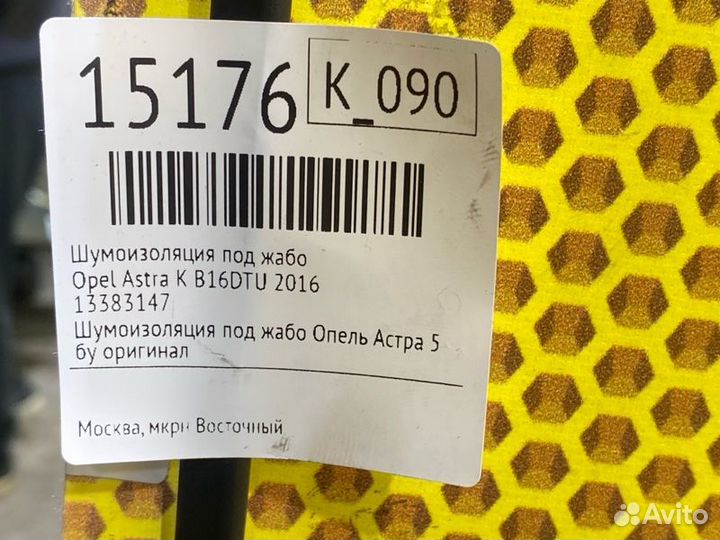 15176
K_090
Шумоизоляция под жабо
Opel Astra K B16DTU 2016
13383147
Шумоизоляция под жабо Опель Астра 5
бу оригинал
Москва, мкрн Восточный
Avito